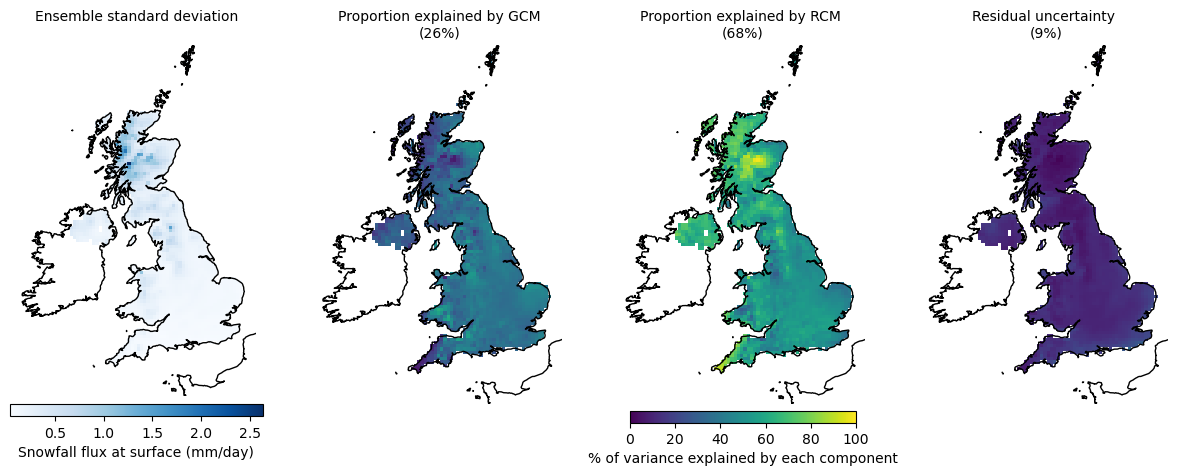 Ensemble standard deviation
Proportion explained by GCM
(26%)
Proportion explained by RCM
(68%)
Residual uncertainty
(9%)
0.5 1.0 1.5 2.0 2.5
Snowfall flux at surface (mm/day)
0 20 40 60 80 100
% of variance explained by each component